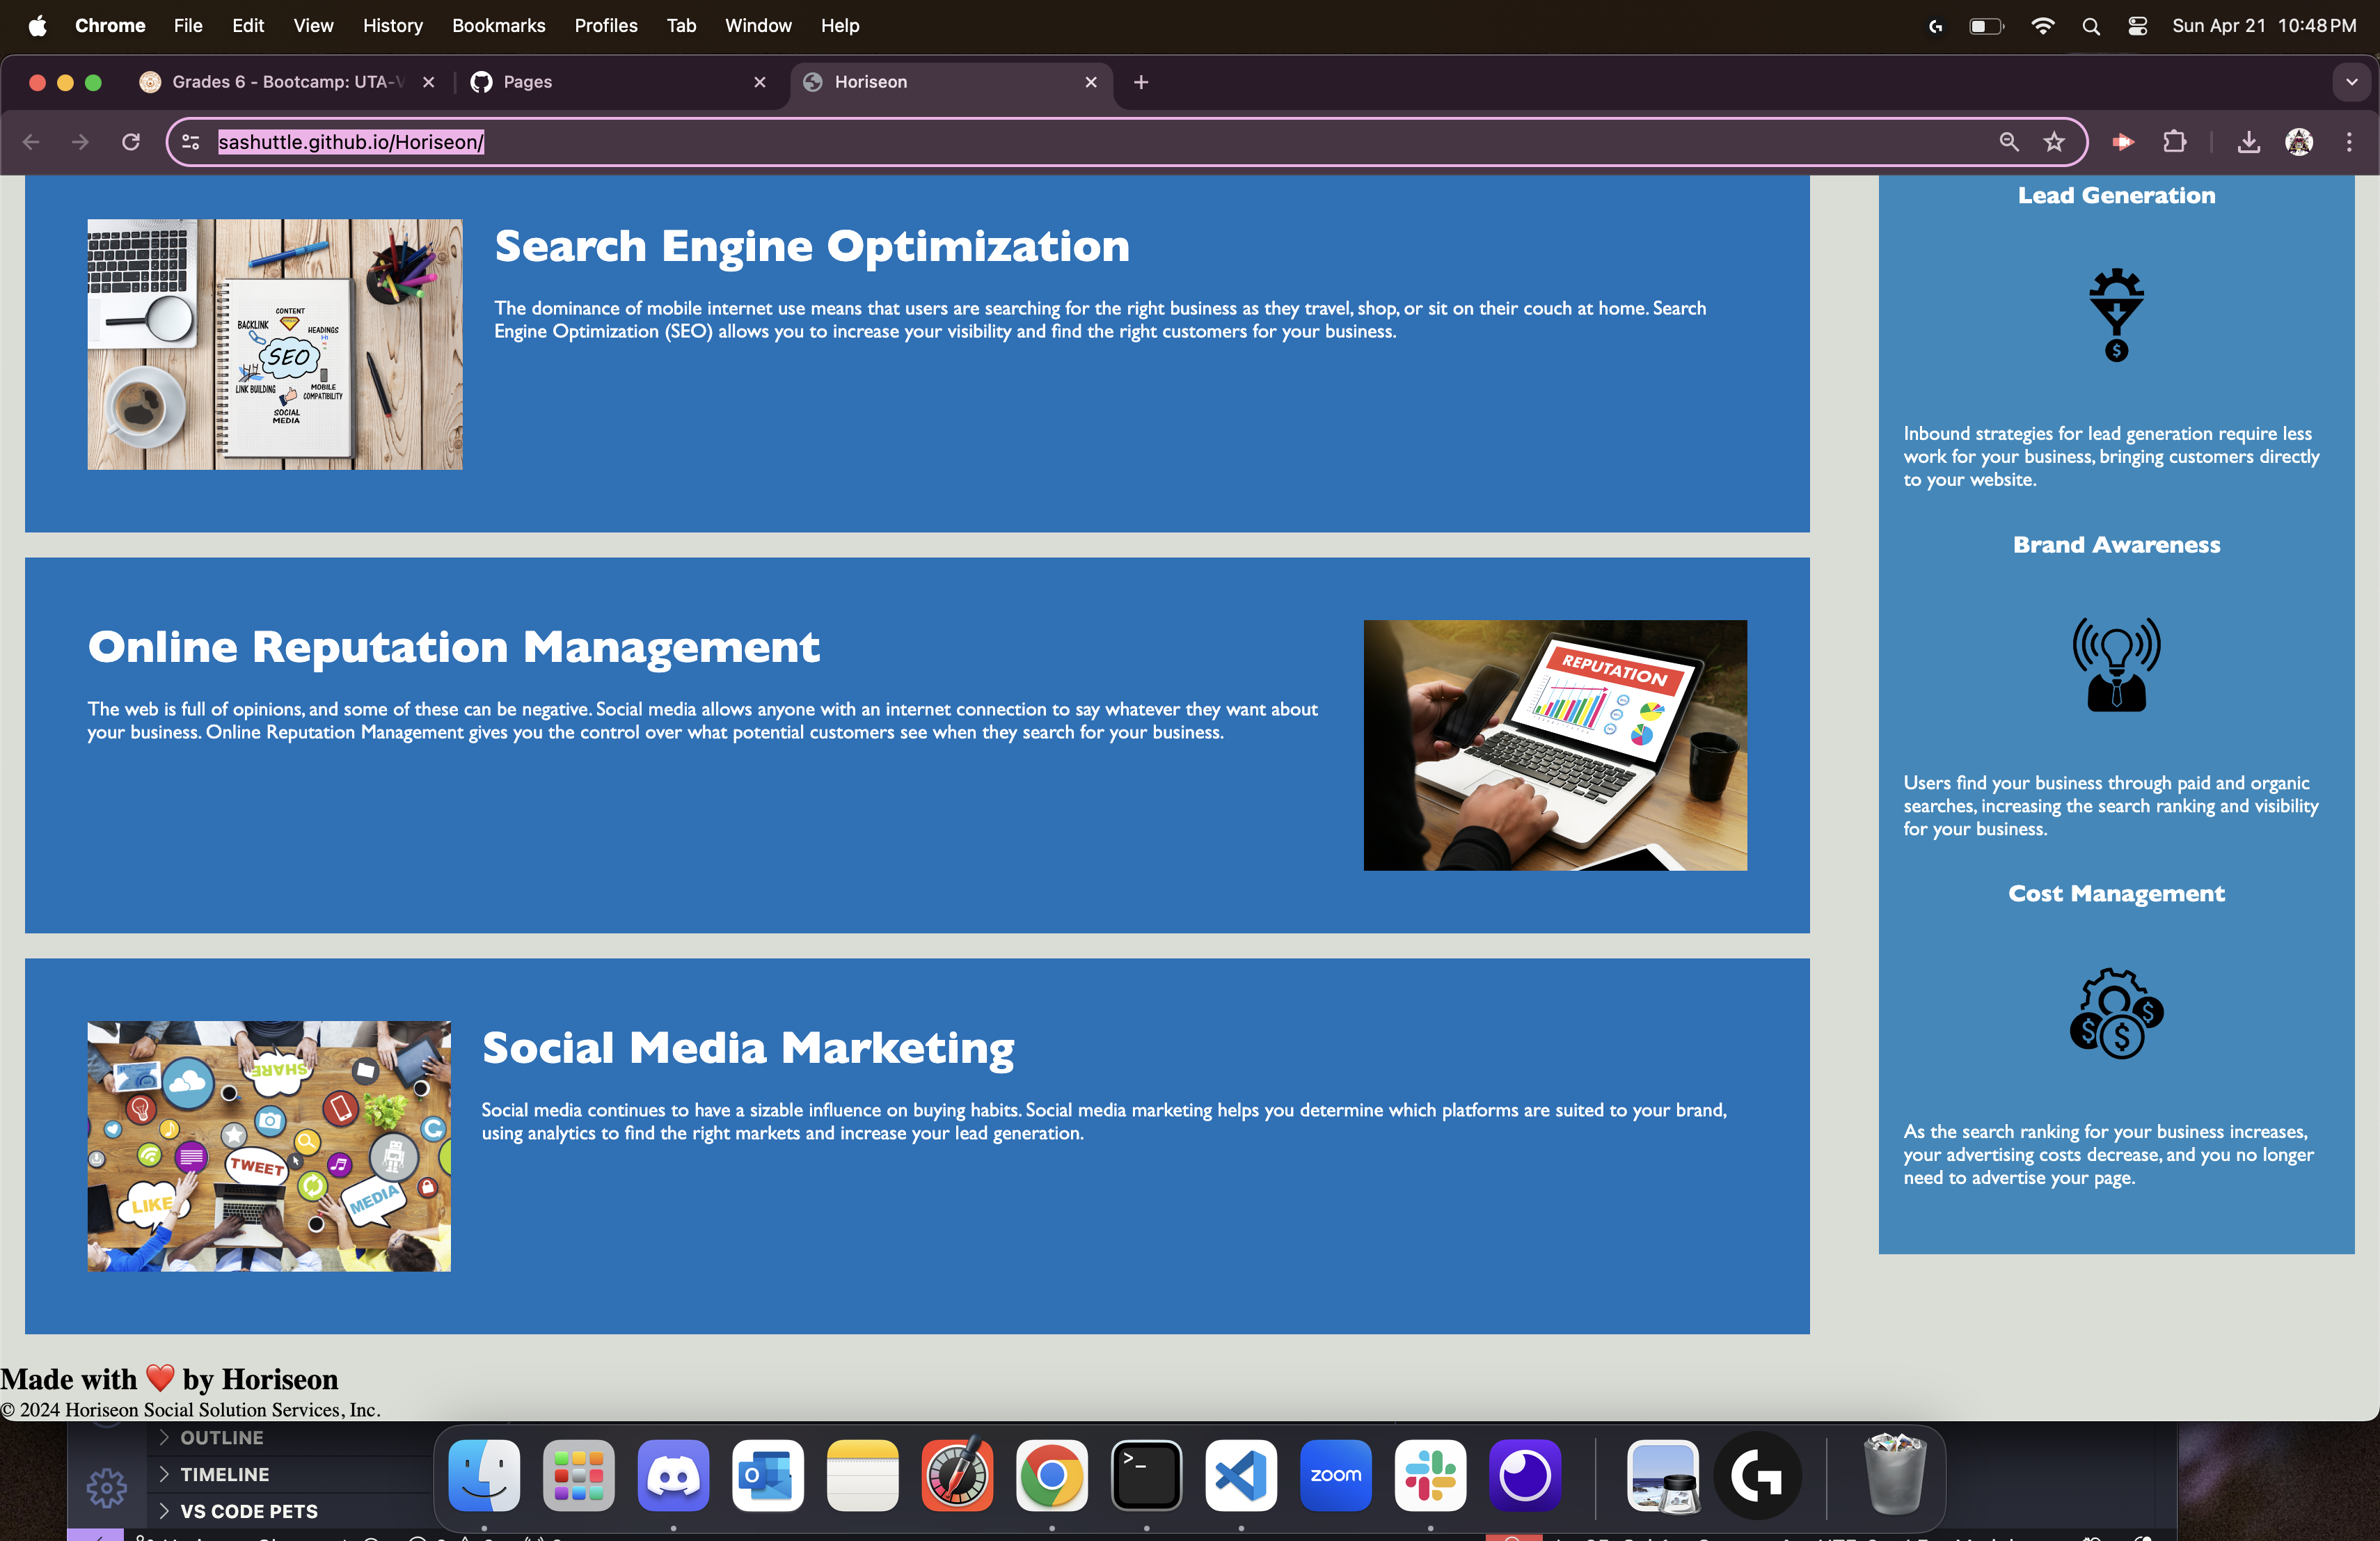 Chrome File Edit View History Bookmarks Profiles Tab Window Help Sun Apr 21 10:48 PM
Grades 6 - Bootcamp: UTA-V
Pages
Horiseon
sashuttle.github.io/Horiseon/
CONTENT
BACKLINK
HEADINGS
H1
SEO
LINK BUILDING
MOBILE
COMPATIBILITY
SOCIAL
MEDIA
Search Engine Optimization
The dominance of mobile internet use means that users are searching for the right business as they travel, shop, or sit on their couch at home. Search
Engine Optimization (SEO) allows you to increase your visibility and find the right customers for your business.
Online Reputation Management
The web is full of opinions, and some of these can be negative. Social media allows anyone with an internet connection to say whatever they want about
your business. Online Reputation Management gives you the control over what potential customers see when they search for your business.
REPUTATION
SHARE
TWEET
LIKE
MEDIA
Social Media Marketing
Social media continues to have a sizable influence on buying habits. Social media marketing helps you determine which platforms are suited to your brand,
using analytics to find the right markets and increase your lead generation.
Lead Generation
$
Inbound strategies for lead generation require less
work for your business, bringing customers directly
to your website.
Brand Awareness
Users find your business through paid and organic
searches, increasing the search ranking and visibility
for your business.
Cost Management
$ $ $
As the search ranking for your business increases,
your advertising costs decrease, and you no longer
need to advertise your page.
Made with ❤️ by Horiseon
© 2024 Horiseon Social Solution Services, Inc.
OUTLINE
TIMELINE
VS CODE PETS
zoom